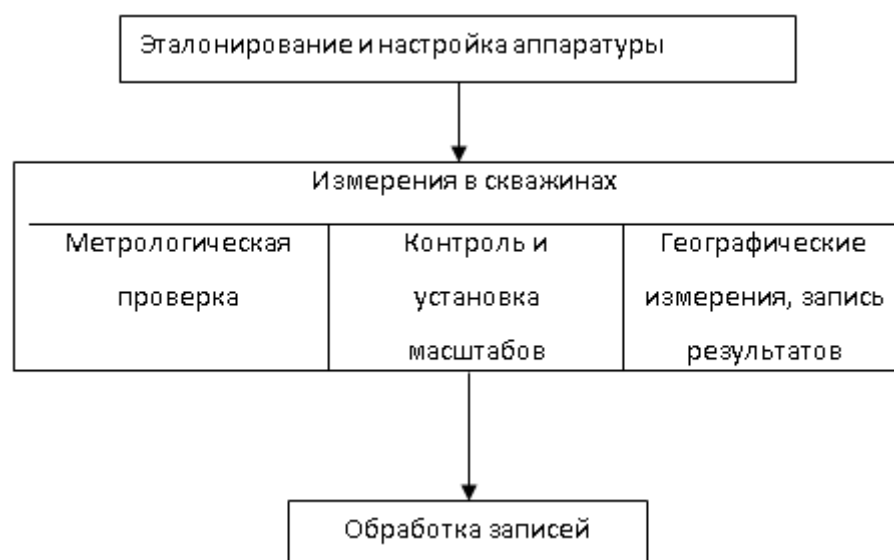 Эталонирование и настройка аппаратуры
Измерения в скважинах
Метрологическая
проверка
Контроль и
установка
масштабов
Географические
измерения, запись
результатов
Обработка записей